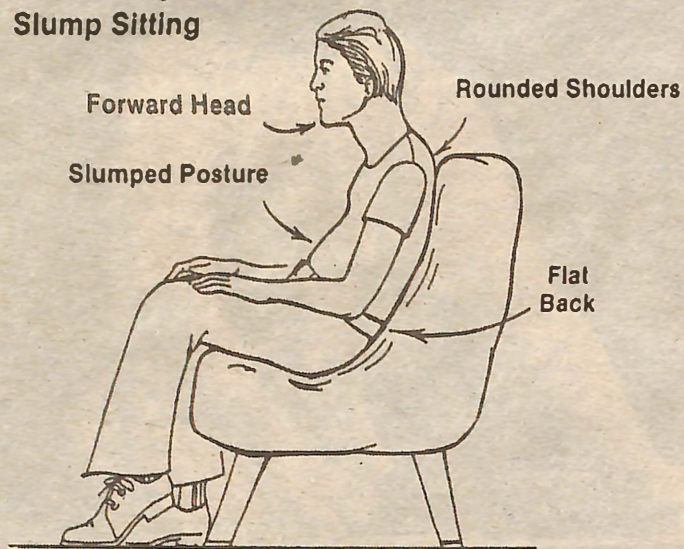 Slump Sitting
Forward Head
Rounded Shoulders
Slumped Posture
Flat
Back